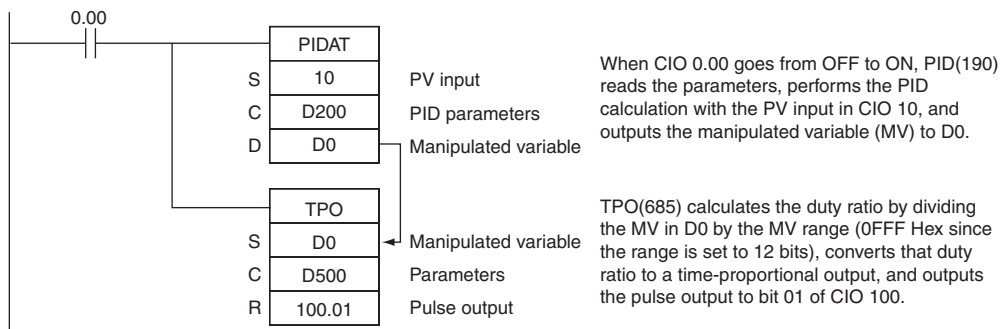 0.00
PIDAT
S 10 PV input
C D200 PID parameters
D D0 Manipulated variable
When CIO 0.00 goes from OFF to ON, PID(190)
reads the parameters, performs the PID
calculation with the PV input in CIO 10, and
outputs the manipulated variable (MV) to D0.
TPO
S D0 Manipulated variable
C D500 Parameters
R 100.01 Pulse output
TPO(685) calculates the duty ratio by dividing
the MV in D0 by the MV range (0FFF Hex since
the range is set to 12 bits), converts that duty
ratio to a time-proportional output, and outputs
the pulse output to bit 01 of CIO 100.